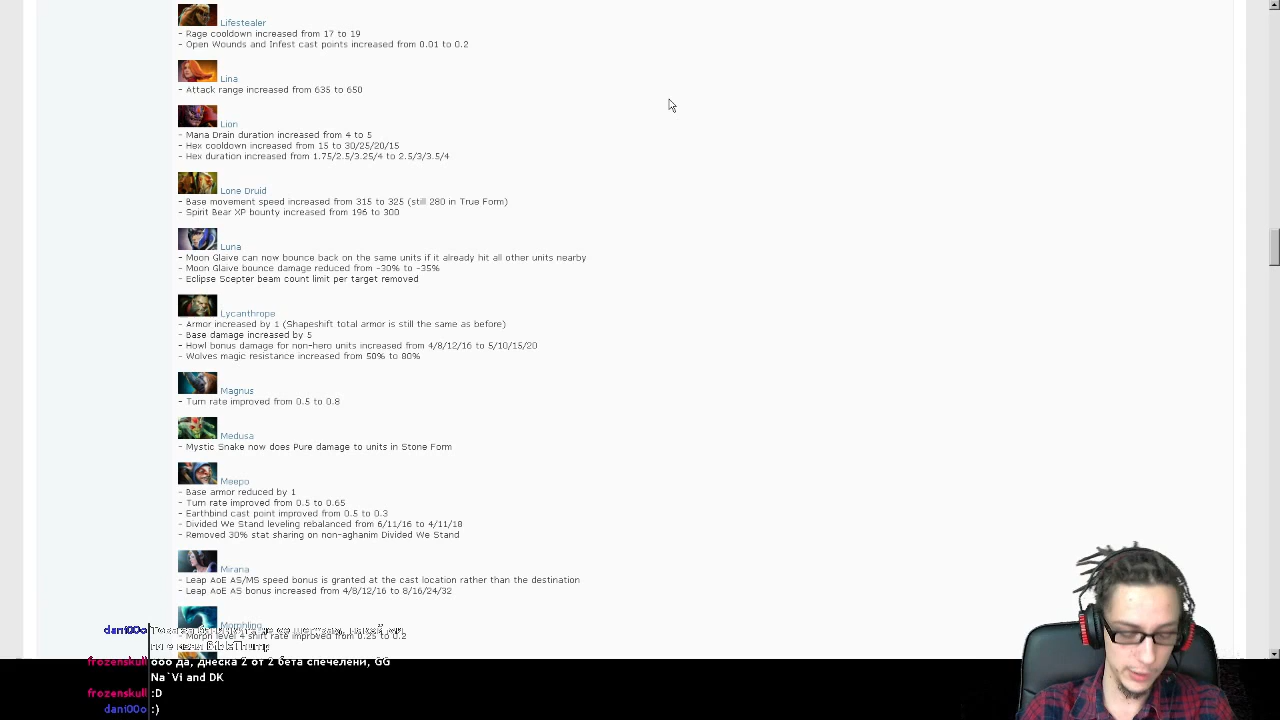 Lifestealer
- Rage cooldown increased from 17 to 19
- Open Wounds and Infest cast points increased from 0.01 to 0.2
Lina
- Attack range increased from 635 to 650
Lion
- Mana Drain duration increased from 4 to 5
- Hex cooldown increased from 15 to 30/25/20/15
- Hex duration increased from 1.75/2.5/3.25/4 to 2.5/3/3.5/4
Lone Druid
- Base movement speed increased from 315 to 325 (still 280 in True Form)
- Spirit Bear XP bounty increased from 196 to 300
Luna
- Moon Glaive can now bounce back on the same units if it already hit all other units nearby
- Moon Glaive bounce damage reduced from -30% to -35%
- Eclipse Scepter beam count limit per target removed
Lycanthrope
- Armor increased by 1 (Shapeshift total armor is still the same as before)
- Base damage increased by 5
- Howl bonus damage for non-hero units increased from 4/8/12/16 to 5/10/15/20
- Wolves magic resistance increased from 50% to 80%
Magnus
- Turn rate improved from 0.5 to 0.8
Medusa
- Mystic Snake now does Pure damage to units in Stone Form
Meepo
- Base armor reduced by 1
- Turn rate improved from 0.5 to 0.65
- Earthbind cast point improved from 0.5 to 0.3
- Divided We Stand leveling rebalanced from 6/11/16 to 4/11/18
- Removed 30% stat sharing on non-aghanim Divided We Stand
Mirana
- Leap AoE AS/MS speed bonus is granted at the cast location rather than the destination
- Leap AoE AS bonus increased from 4/8/12/16 to 8/16/24/32
Morphling
- Morph level 4 shift rate improved from 0.25 to 0.2
dani00o
frozenskull ооо да, днеска 2 от 2 бета спечелени, GG
Na`Vi and DK
frozenskull :D
dani00o :)